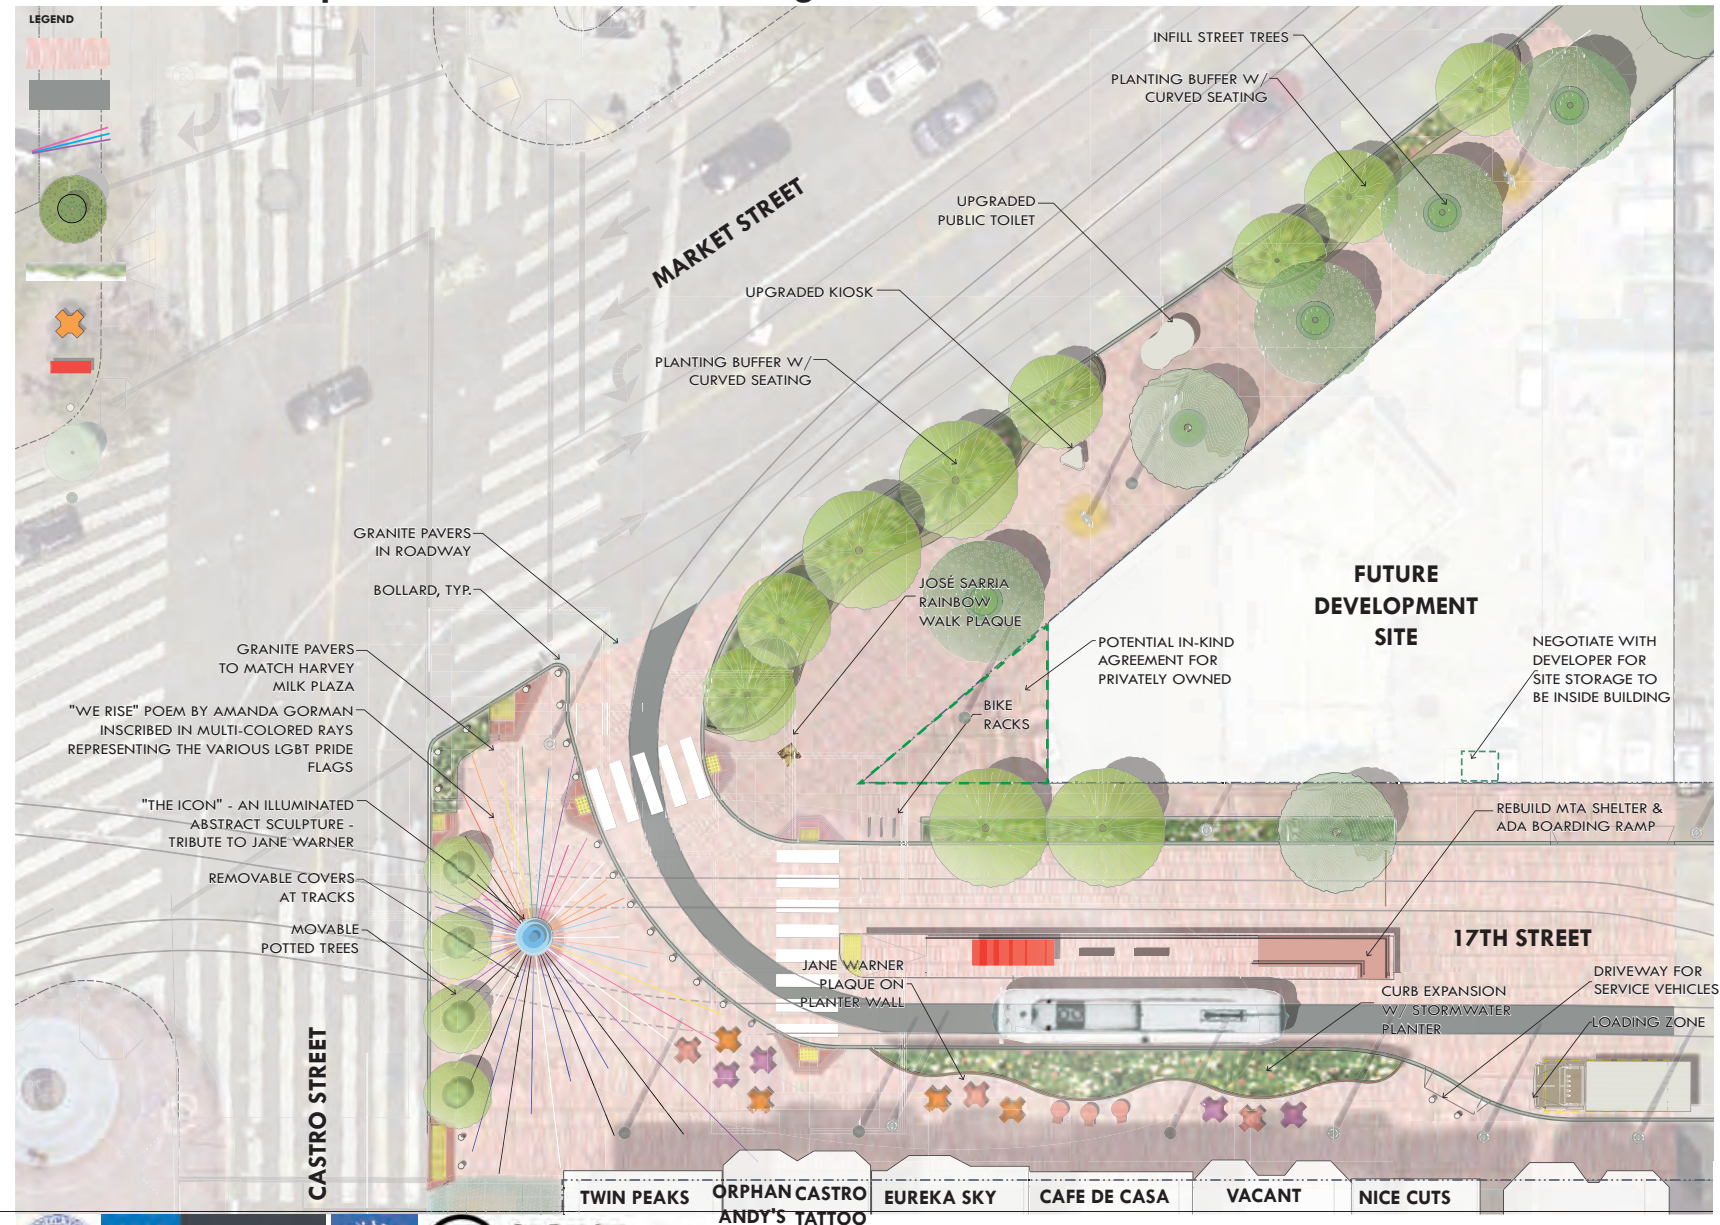 LEGEND
INFILL STREET TREES
PLANTING BUFFER W/
CURVED SEATING
UPGRADED
PUBLIC TOILET
MARKET STREET
UPGRADED KIOSK
PLANTING BUFFER W/
CURVED SEATING
GRANITE PAVERS
IN ROADWAY
BOLLARD, TYP.
JOSÉ SARRIA
RAINBOW
WALK PLAQUE
FUTURE
DEVELOPMENT
SITE
GRANITE PAVERS
TO MATCH HARVEY
MILK PLAZA
POTENTIAL IN-KIND
AGREEMENT FOR
PRIVATELY OWNED
NEGOTIATE WITH
DEVELOPER FOR
SITE STORAGE TO
BE INSIDE BUILDING
"WE RISE" POEM BY AMANDA GORMAN
INSCRIBED IN MULTI-COLORED RAYS
REPRESENTING THE VARIOUS LGBT PRIDE
FLAGS
BIKE
RACKS
"THE ICON" - AN ILLUMINATED
ABSTRACT SCULPTURE -
TRIBUTE TO JANE WARNER
REBUILD MTA SHELTER &
ADA BOARDING RAMP
REMOVABLE COVERS
AT TRACKS
MOVABLE
POTTED TREES
17TH STREET
JANE WARNER
PLAQUE ON
PLANTER WALL
CURB EXPANSION
W/ STORMWATER
PLANTER
DRIVEWAY FOR
SERVICE VEHICLES
LOADING ZONE
CASTRO STREET
TWIN PEAKS
ORPHAN
ANDY'S
CASTRO
TATTOO
EUREKA SKY
CAFE DE CASA
VACANT
NICE CUTS